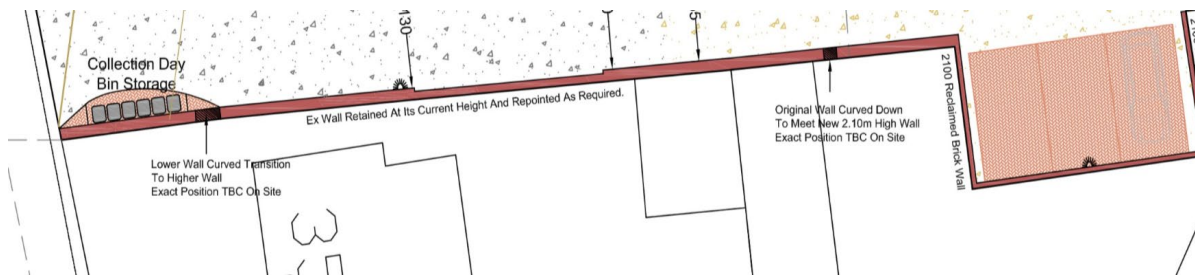 Collection Day
Bin Storage
Ex Wall Retained At Its Current Height And Repointed As Required.
Lower Wall Curved Transition
To Higher Wall
Exact Position TBC On Site
Original Wall Curved Down
To Meet New 2.10m High Wall
Exact Position TBC On Site
2100 Reclaimed Brick Wall